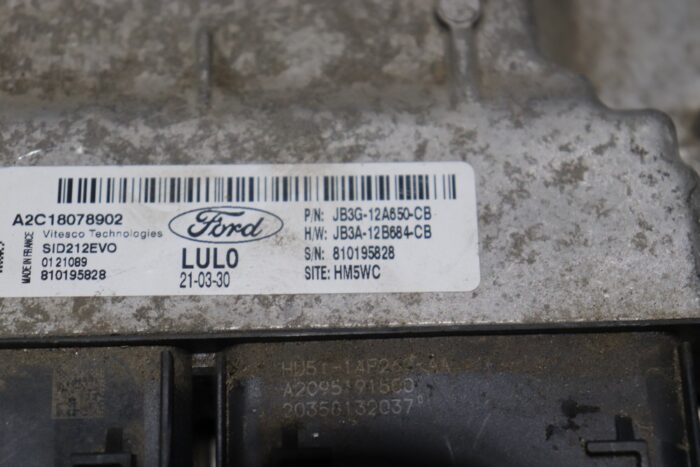 A2C18078902
Vitesco Technologies
SID212EVO
0121089
810195828
MADE IN FRANCE
Ford
LUL0
21-03-30
P/N: JB3G-12A650-CB
H/W: JB3A-12B684-CB
S/N: 810195828
SITE: HM5WC
20356132037